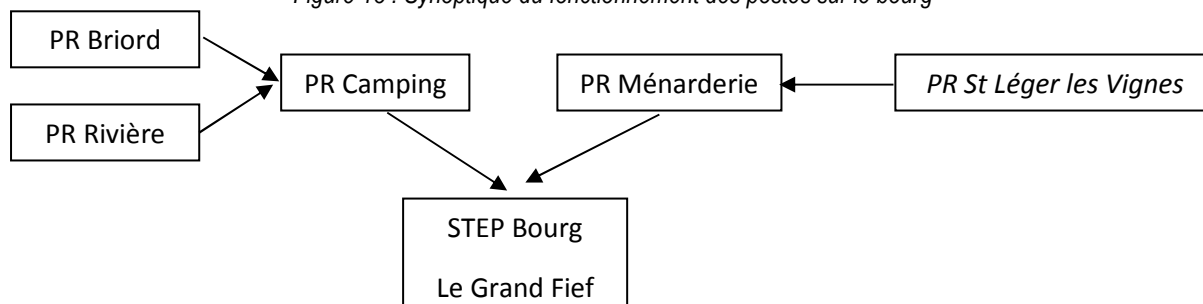 Figure : Synoptique du fonctionnement des postes sur le bourg
PR Briord
PR Camping
PR Ménarderie
PR St Léger les Vignes
PR Rivière
STEP Bourg
Le Grand Fief